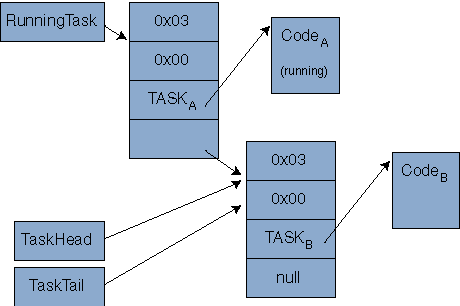 RunningTask
0x03
0x00
TASKA
CodeA
(running)
0x03
0x00
TASKB
null
CodeB
TaskHead
TaskTail